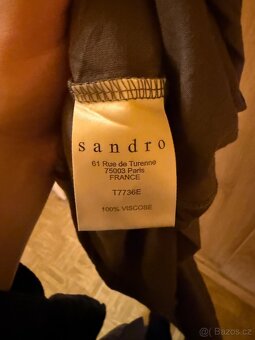 sandro
61 Rue de Turenne
75003 Paris
FRANCE
T7736E
100% VISCOSE
Bazos.cz